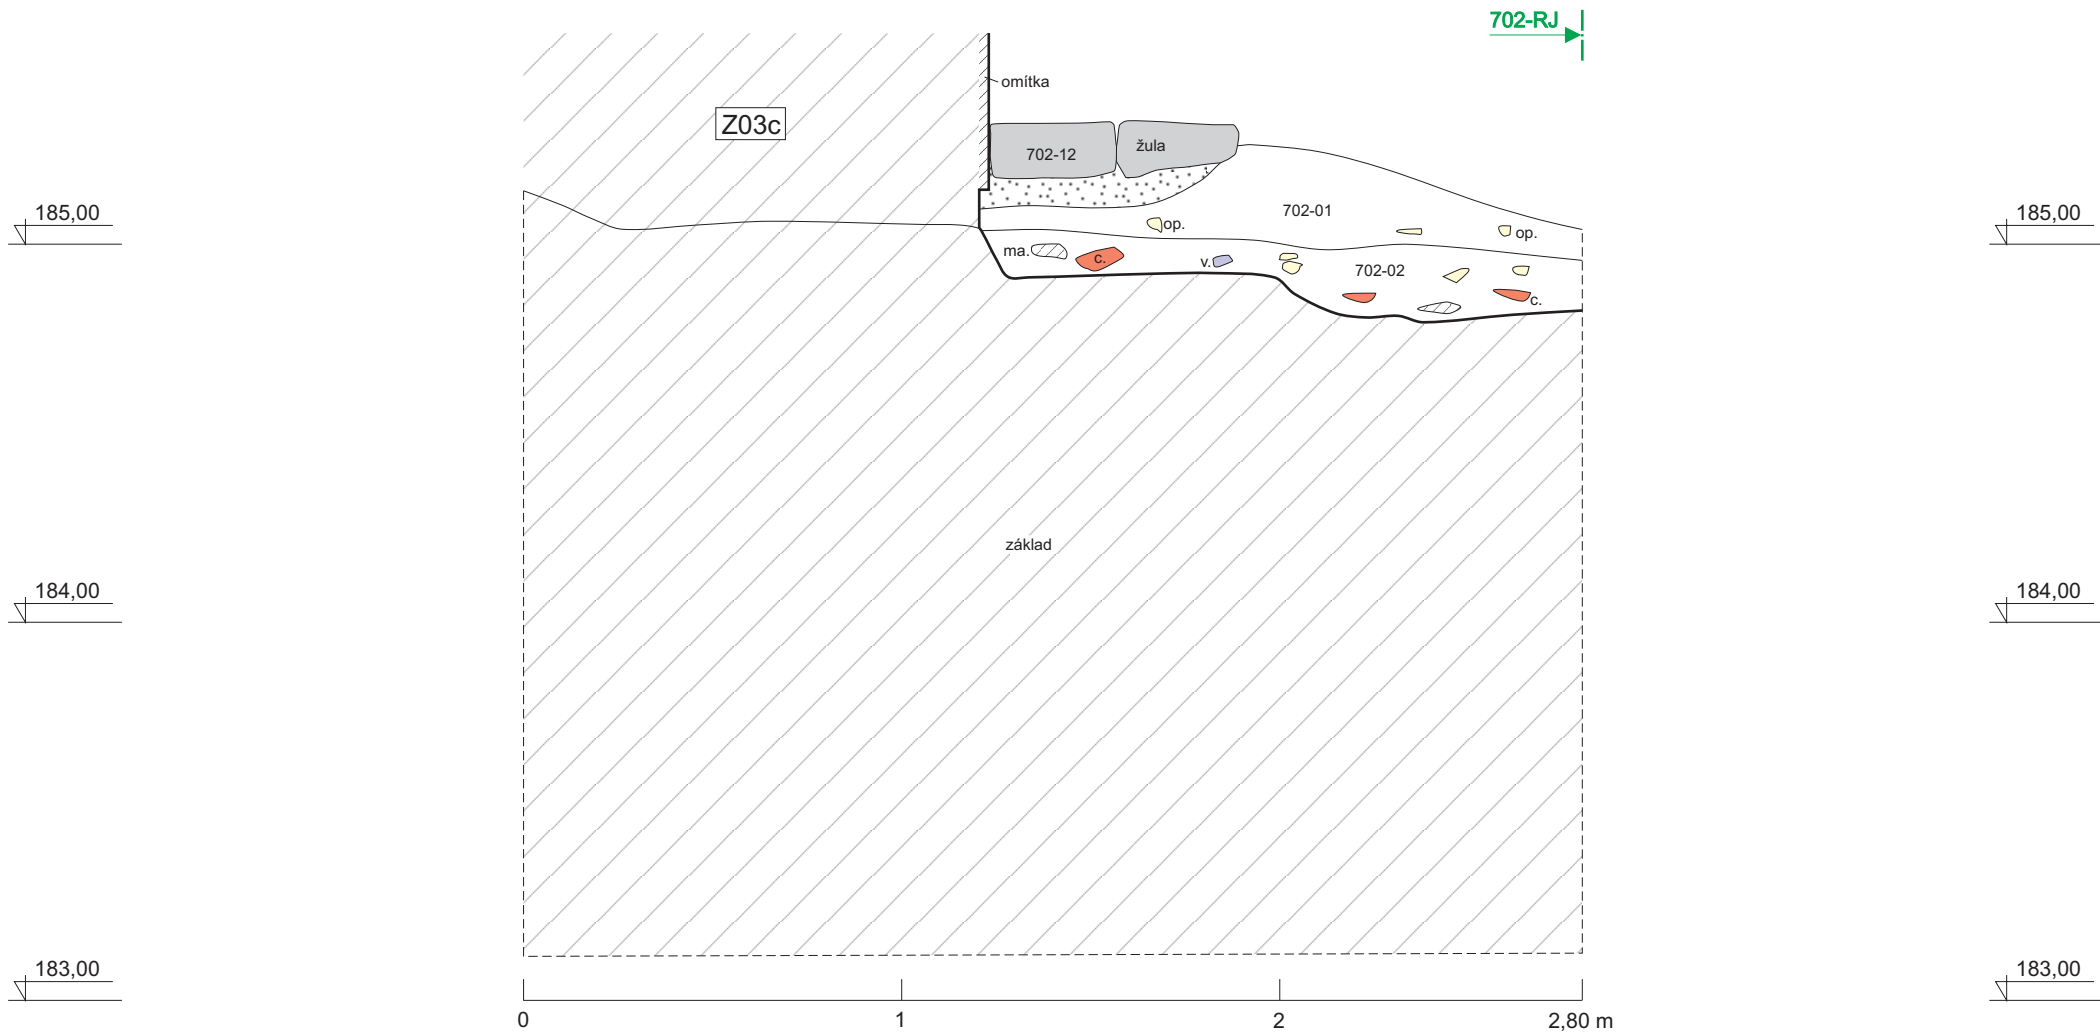 702-RJ
omítka
Z03c
702-12
žula
185,00
702-01
185,00
op.
op.
ma.
c.
v.
702-02
c.
základ
184,00
184,00
183,00
183,00
0
1
2
2,80 m